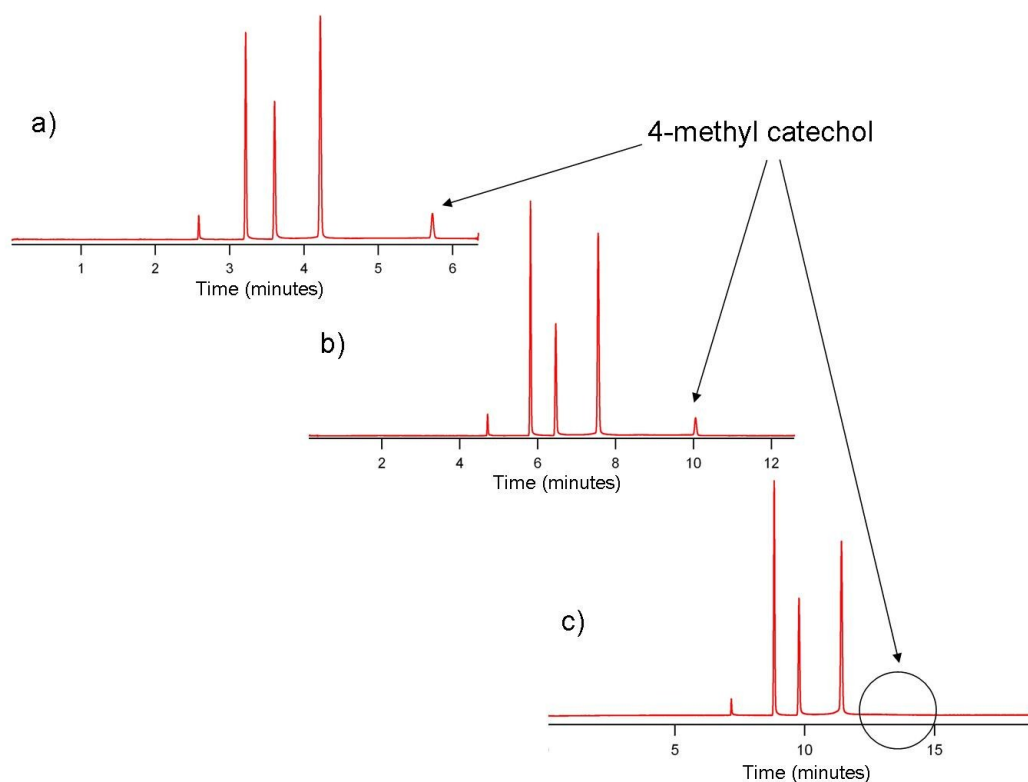 a)
4-methyl catechol
1 2 3 4 5 6
Time (minutes)
b)
2 4 6 8 10 12
Time (minutes)
c)
5 10 15
Time (minutes)